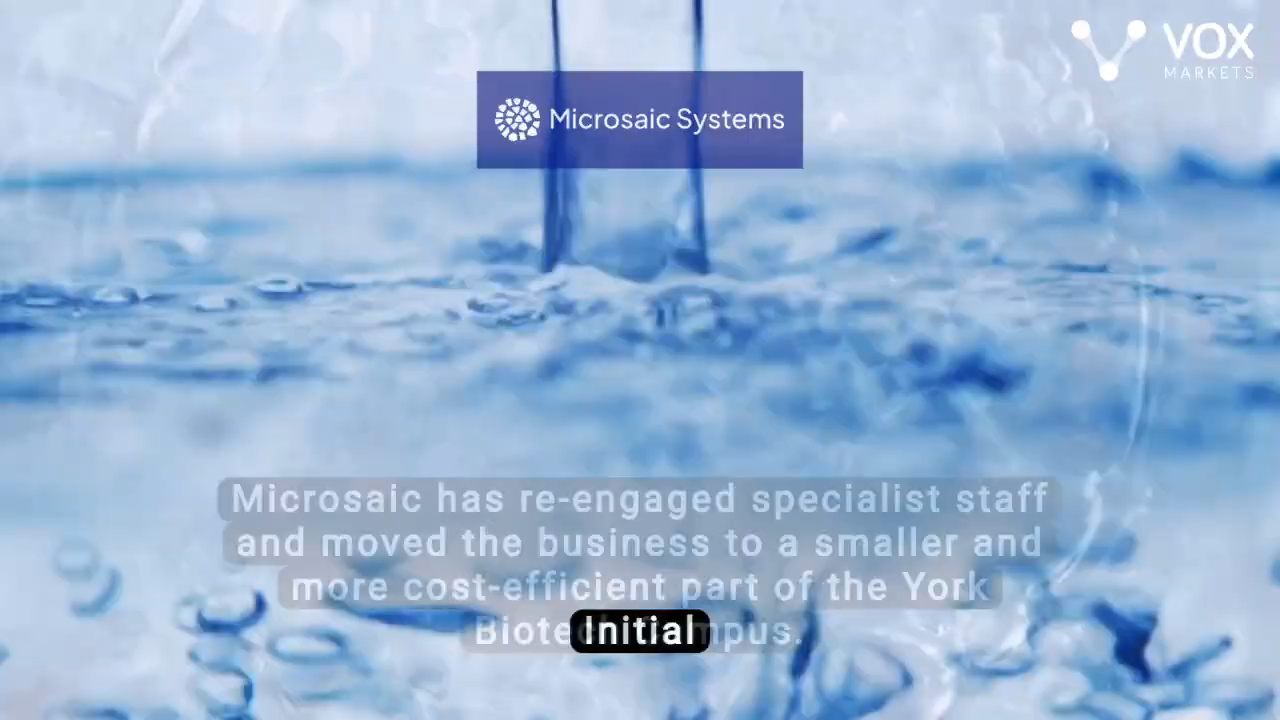 VOX
MARKETS
Microsaic Systems
Microsaic has re-engaged specialist staff
and moved the business to a smaller and
more cost-efficient part of the York
Initial